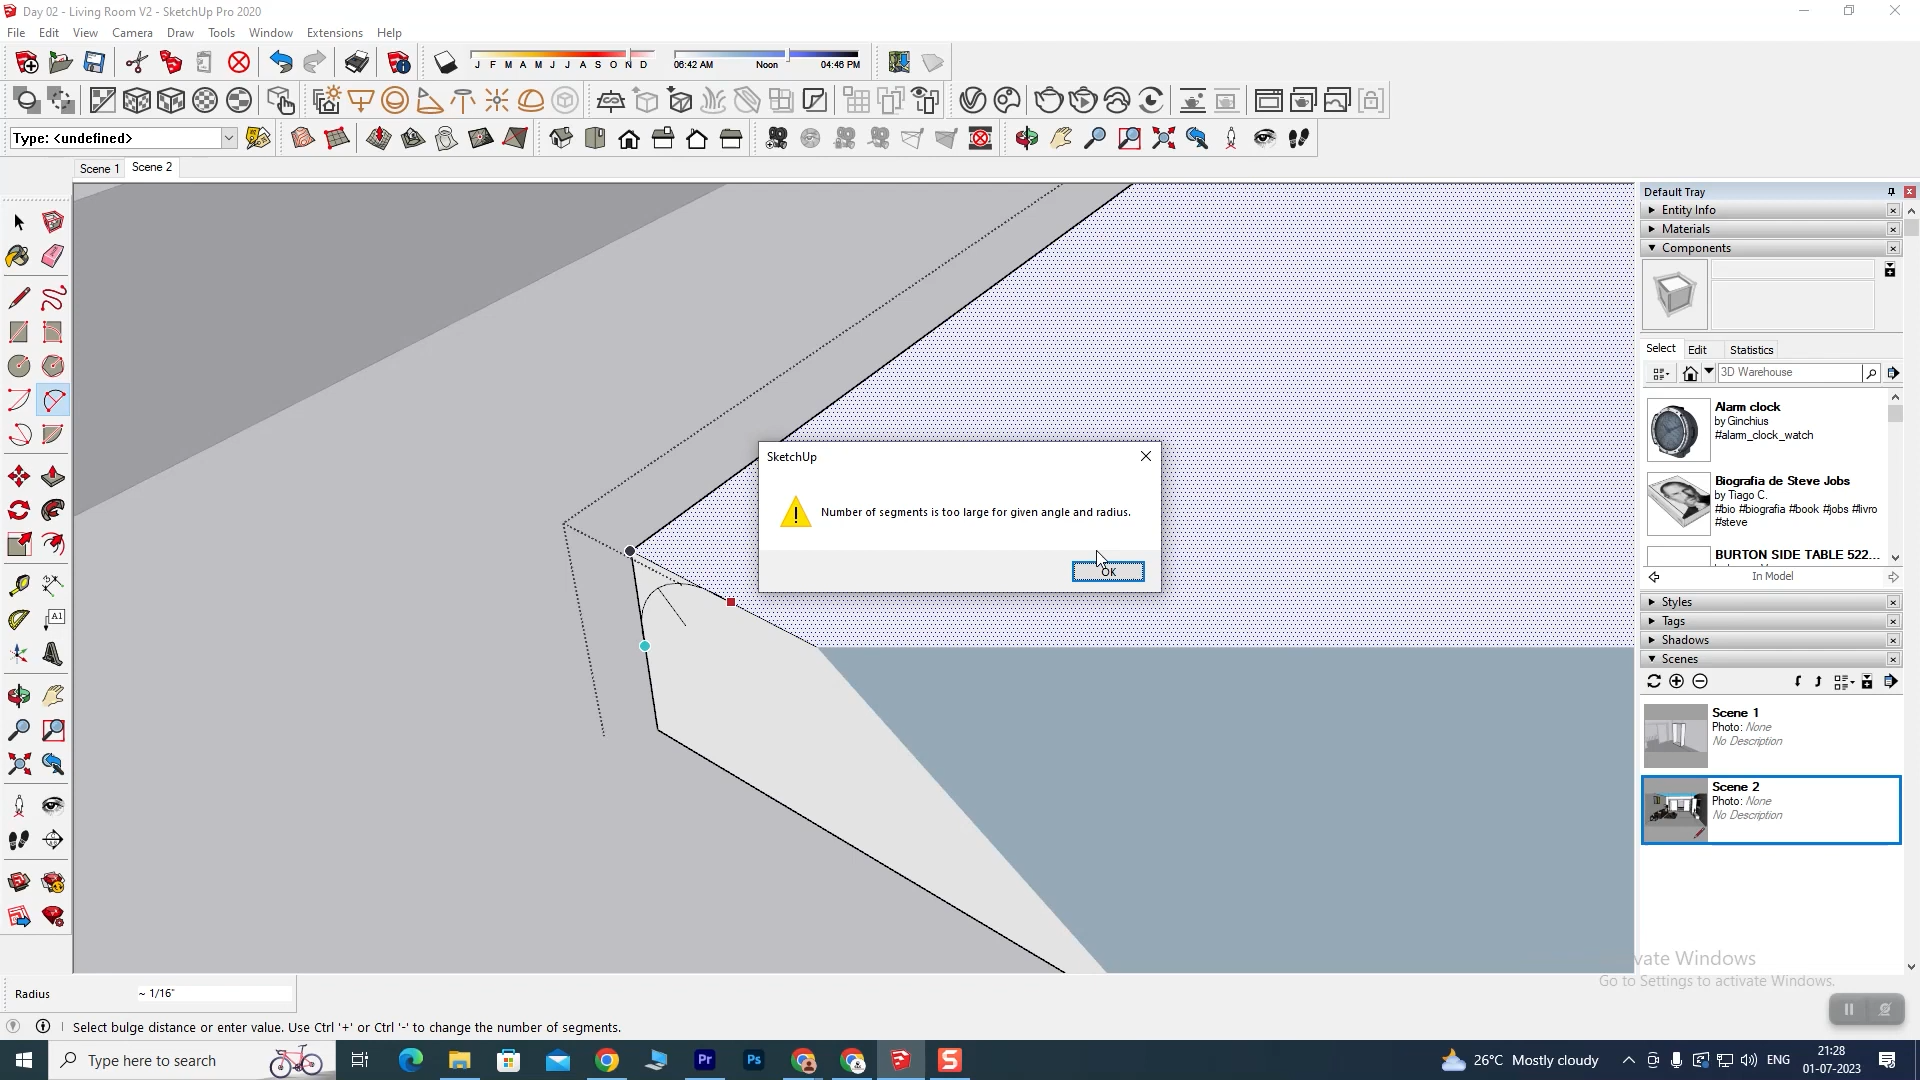 Day 02 - Living Room V2 - SketchUp Pro 2020
File Edit View Camera Draw Tools Window Extensions Help
J F M A M J J A S O N D
06:42 AM Noon 04:46 PM
Type: <undefined>
Scene 1 Scene 2
Default Tray
Entity Info
Materials
Components
Select Edit Statistics
3D Warehouse
Alarm clock
by Ginchius
#alarm_clock_watch
Biografia de Steve Jobs
by Tiago C.
#bio #biografia #book #jobs #livro
#steve
BURTON SIDE TABLE 522...
In Model
Styles
Tags
Shadows
Scenes
Scene 1
Photo: None
No Description
Scene 2
Photo: None
No Description
SketchUp
Number of segments is too large for given angle and radius.
OK
A1
vate Windows
Go to Settings to activate Windows.
Radius ~ 1/16"
Select bulge distance or enter value. Use Ctrl '+' or Ctrl '-' to change the number of segments.
Type here to search
Pr
Ps
S
26°C Mostly cloudy
ENG
21:28
01-07-2023